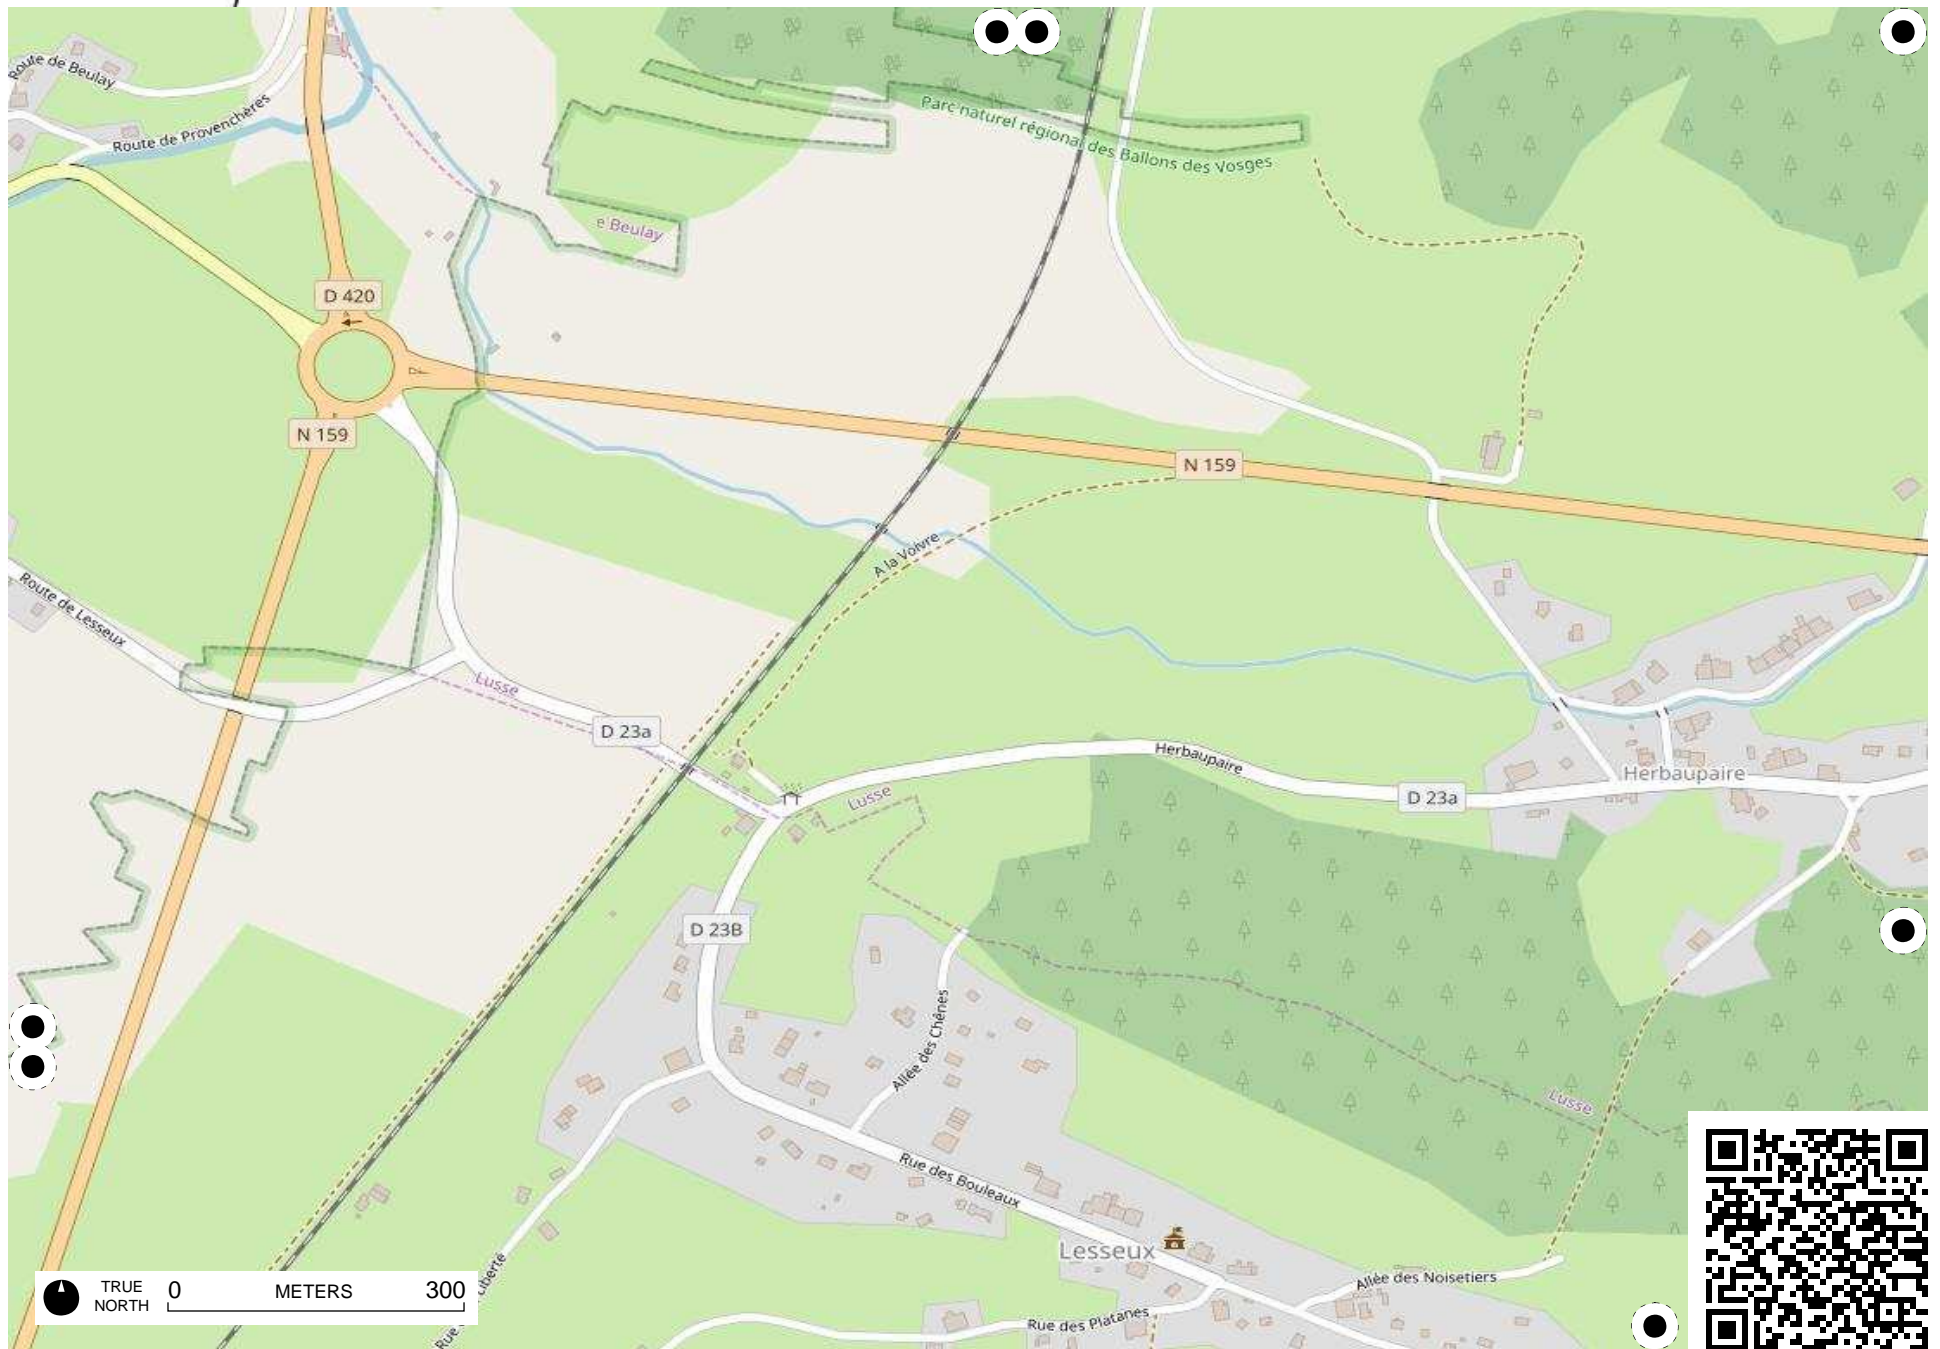 Route de Beulay
Route de Provenchères
Parc naturel régional des Ballons des Vosges
e Beulay
D 420
N 159
N 159
A la Voivre
Route de Lesseux
Lusse
D 23a
Herbaupaire
Herbaupaire
Lusse
D 23a
D 23B
Allée des Chênes
Lusse
Rue des Bouleaux
Lesseux
Allée des Noisetiers
Rue des Platanes
Rue
Liberté
TRUE
NORTH
0 METERS 300